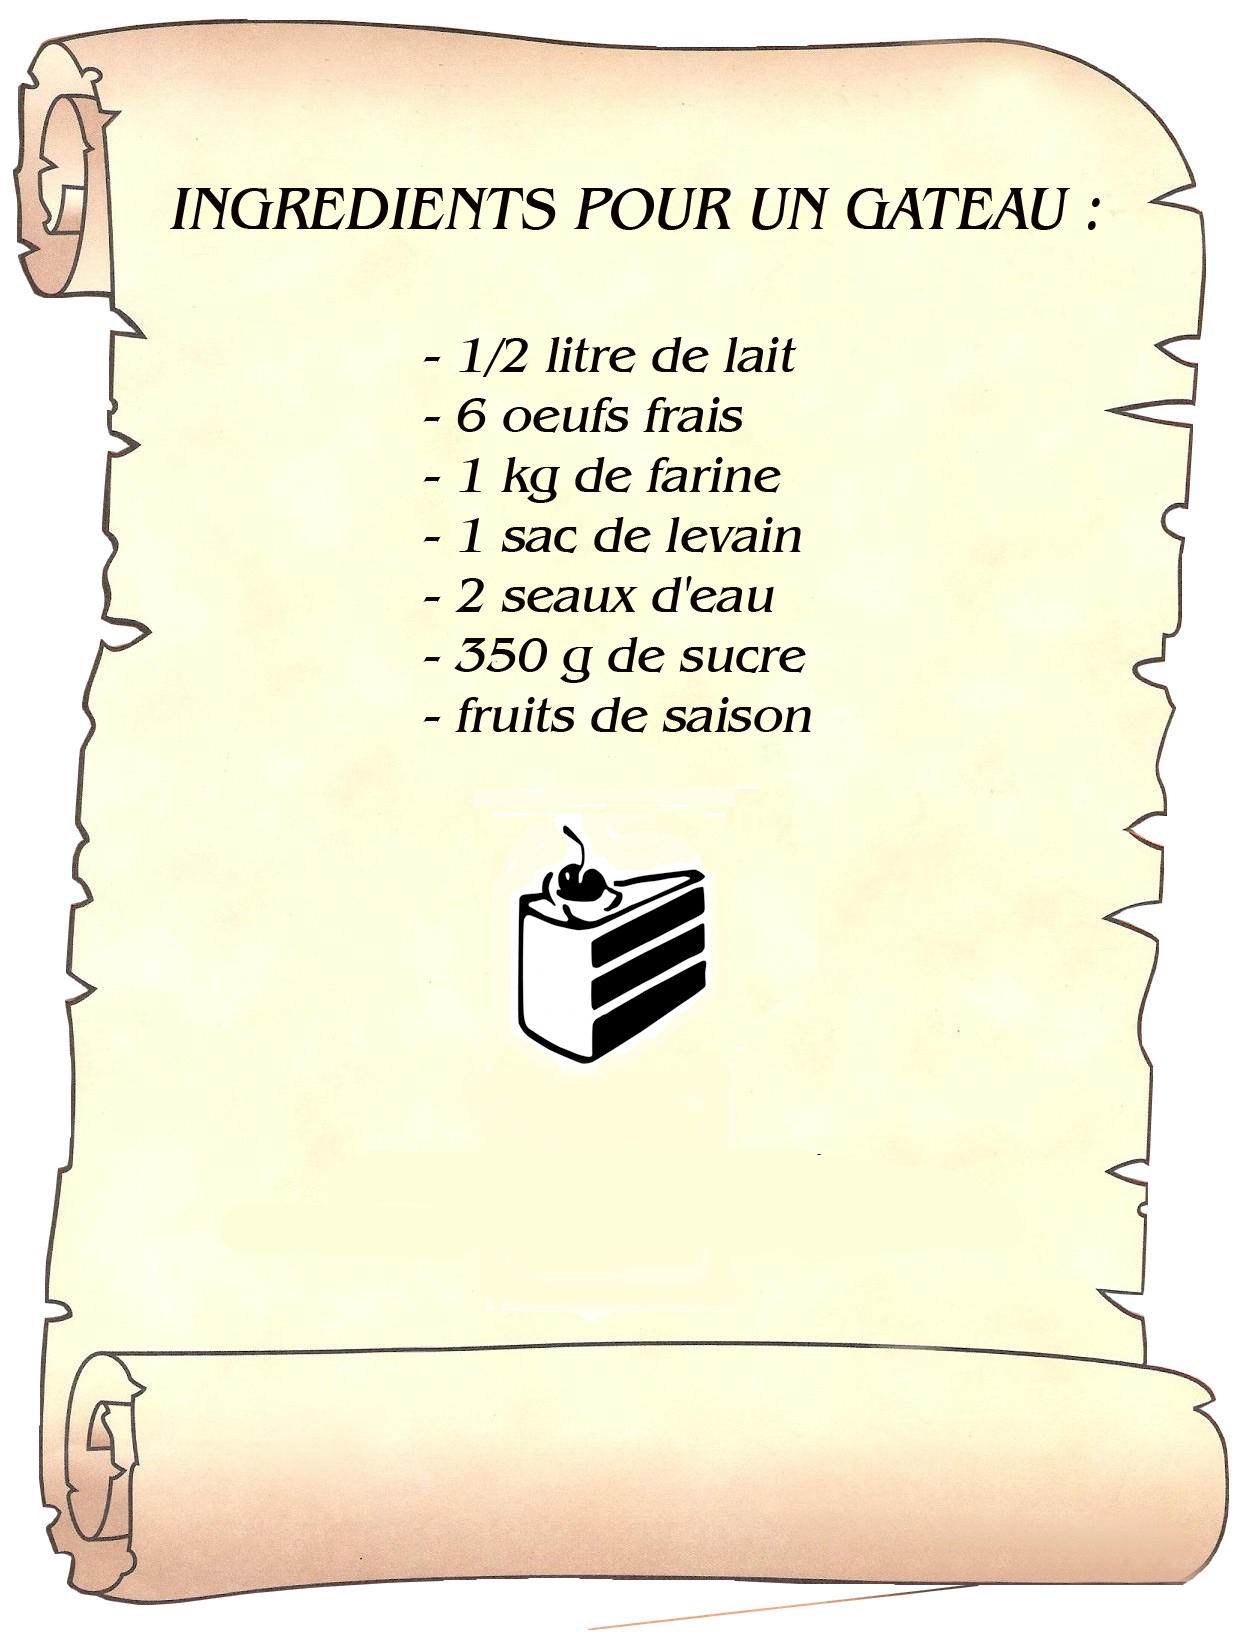 INGREDIENTS POUR UN GATEAU :
- 1/2 litre de lait
- 6 oeufs frais
- 1 kg de farine
- 1 sac de levain
- 2 seaux d'eau
- 350 g de sucre
- fruits de saison